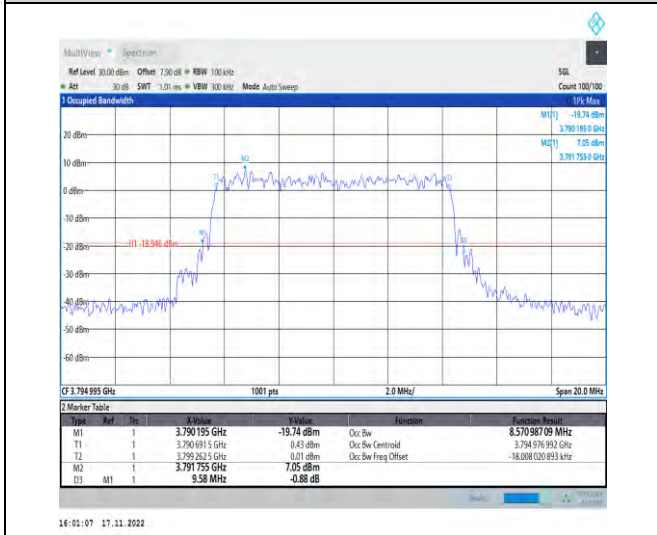 MultiView Spectrum
Ref Level 30.00 dBm Offset 7.50 dB RBW 100 kHz SGL
Att 30 dB SWT 1.01 ms VBW 300 kHz Mode Auto Sweep Count 100/100
1 Occupied Bandwidth 1Pk Max
M1[1] -19.74 dBm
3.790 195 0 GHz
M2[1] 7.05 dBm
3.791 755 0 GHz
20 dBm
10 dBm
M2
T1
T2
0 dBm
-10 dBm
M1
D3
-20 dBm
H1 -18.946 dBm
-30 dBm
-40 dBm
-50 dBm
-60 dBm
CF 3.794 995 GHz 1001 pts 2.0 MHz/ Span 20.0 MHz
2 Marker Table
Type Ref Trc X-Value Y-Value Function Function Result
M1 1 3.790 195 GHz -19.74 dBm Occ Bw 8.570 987 09 MHz
T1 1 3.790 691 5 GHz 0.43 dBm Occ Bw Centroid 3.794 976 992 GHz
T2 1 3.799 262 5 GHz 0.01 dBm Occ Bw Freq Offset -18.008 020 893 kHz
M2 1 3.791 755 GHz 7.05 dBm
D3 M1 1 9.58 MHz -0.88 dB
16:01:07 17.11.2022